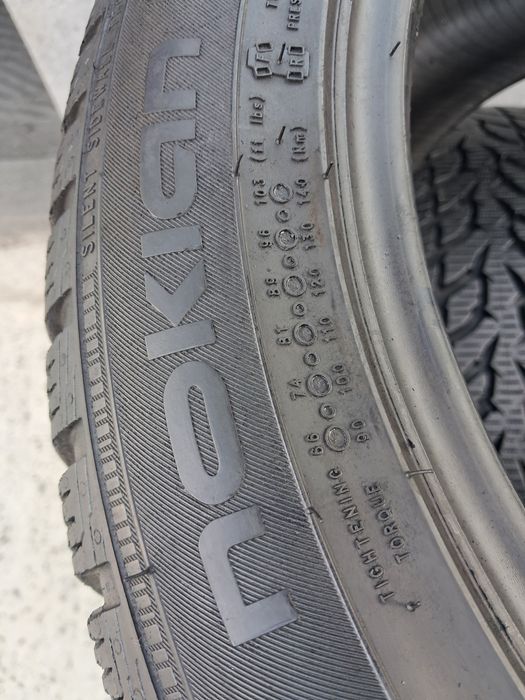 SILENT SIDEWALL
nokian
66 74 81 89 96 103 (ft lbs)
90 100 110 120 130 140 (Nm)
TIGHTENING
TORQUE